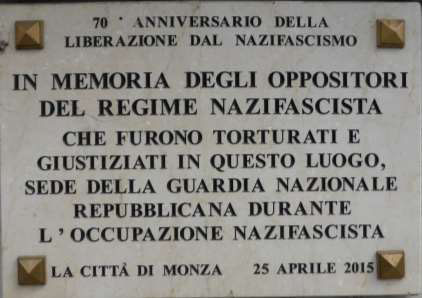 70° ANNIVERSARIO DELLA
LIBERAZIONE DAL NAZIFASCISMO
IN MEMORIA DEGLI OPPOSITORI
DEL REGIME NAZIFASCISTA
CHE FURONO TORTURATI E
GIUSTIZIATI IN QUESTO LUOGO,
SEDE DELLA GUARDIA NAZIONALE
REPUBBLICANA DURANTE
L'OCCUPAZIONE NAZIFASCISTA
LA CITTÀ DI MONZA 25 APRILE 2015